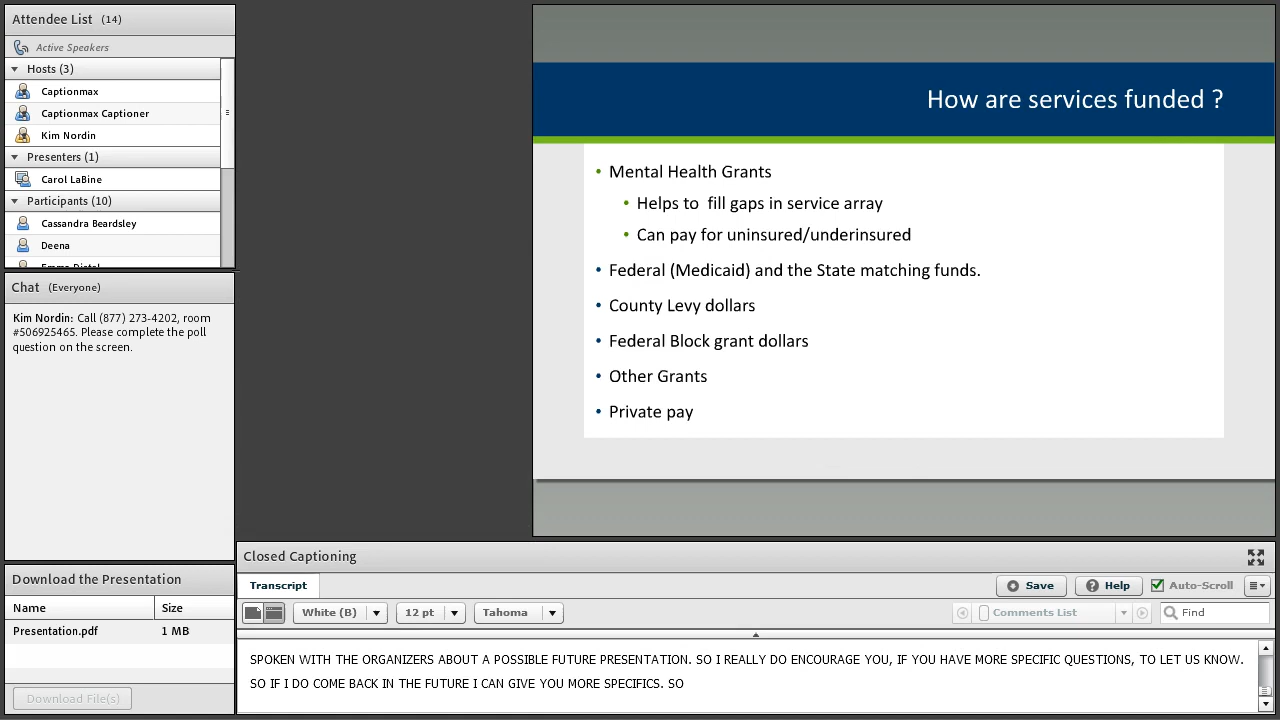 Attendee List (14)
Active Speakers
Hosts (3)
Captionmax
Captionmax Captioner
Kim Nordin
Presenters (1)
Carol LaBine
Participants (10)
Cassandra Beardsley
Deena
Chat (Everyone)
Kim Nordin: Call (877) 273-4202, room
#506925465. Please complete the poll
question on the screen.
Download the Presentation
Name Size
Presentation.pdf 1 MB
Download File(s)
How are services funded ?
• Mental Health Grants
• Helps to fill gaps in service array
• Can pay for uninsured/underinsured
• Federal (Medicaid) and the State matching funds.
• County Levy dollars
• Federal Block grant dollars
• Other Grants
• Private pay
Closed Captioning
Transcript Save Help Auto-Scroll
White (B) 12 pt Tahoma Comments List Find
SPOKEN WITH THE ORGANIZERS ABOUT A POSSIBLE FUTURE PRESENTATION. SO I REALLY DO ENCOURAGE YOU, IF YOU HAVE MORE SPECIFIC QUESTIONS, TO LET US KNOW.
SO IF I DO COME BACK IN THE FUTURE I CAN GIVE YOU MORE SPECIFICS. SO